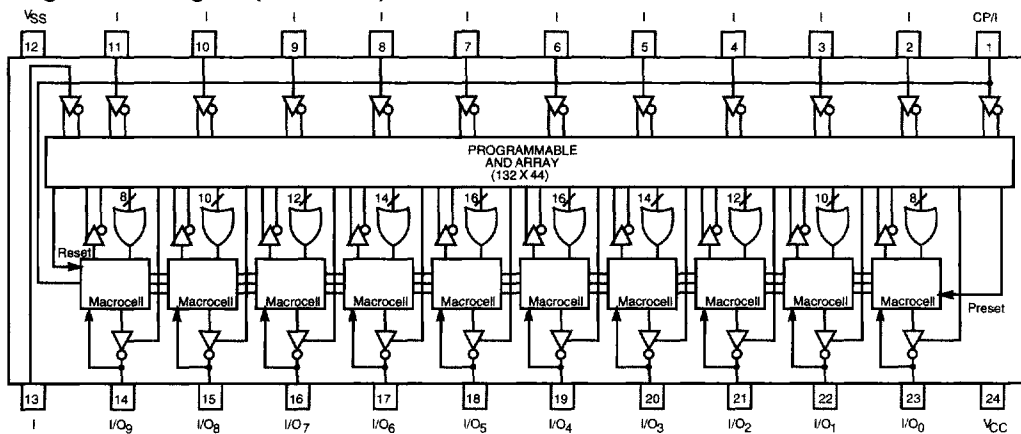 V_SS I I I I I I I I I I CP/I
12 11 10 9 8 7 6 5 4 3 2 1
PROGRAMMABLE
AND ARRAY
(132 X 44)
8 10 12 14 16 16 14 12 10 8
Reset
Macrocell Macrocell Macrocell Macrocell Macrocell Macrocell Macrocell Macrocell Macrocell Macrocell
Preset
13 14 15 16 17 18 19 20 21 22 23 24
I I/O9 I/O8 I/O7 I/O6 I/O5 I/O4 I/O3 I/O2 I/O1 I/O0 VCC